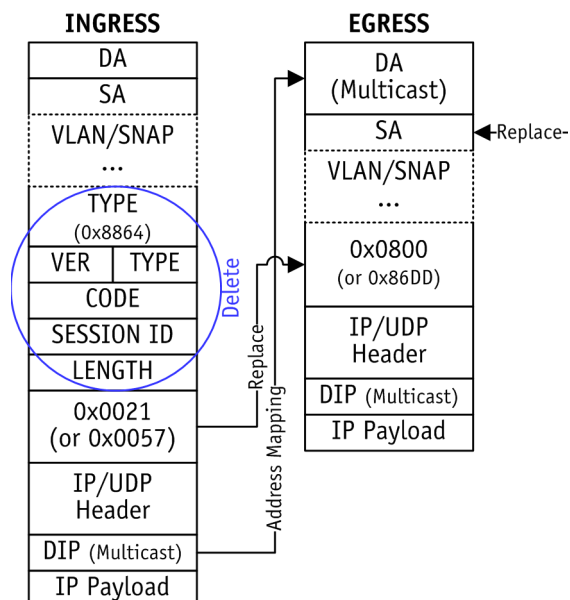 INGRESS
DA
SA
VLAN/SNAP
...
TYPE
(0x8864)
VER TYPE
CODE
SESSION ID
LENGTH
0x0021
(or 0x0057)
IP/UDP
Header
DIP (Multicast)
IP Payload
Delete
Replace
Address Mapping
EGRESS
DA
(Multicast)
SA
Replace
VLAN/SNAP
...
0x0800
(or 0x86DD)
IP/UDP
Header
DIP (Multicast)
IP Payload